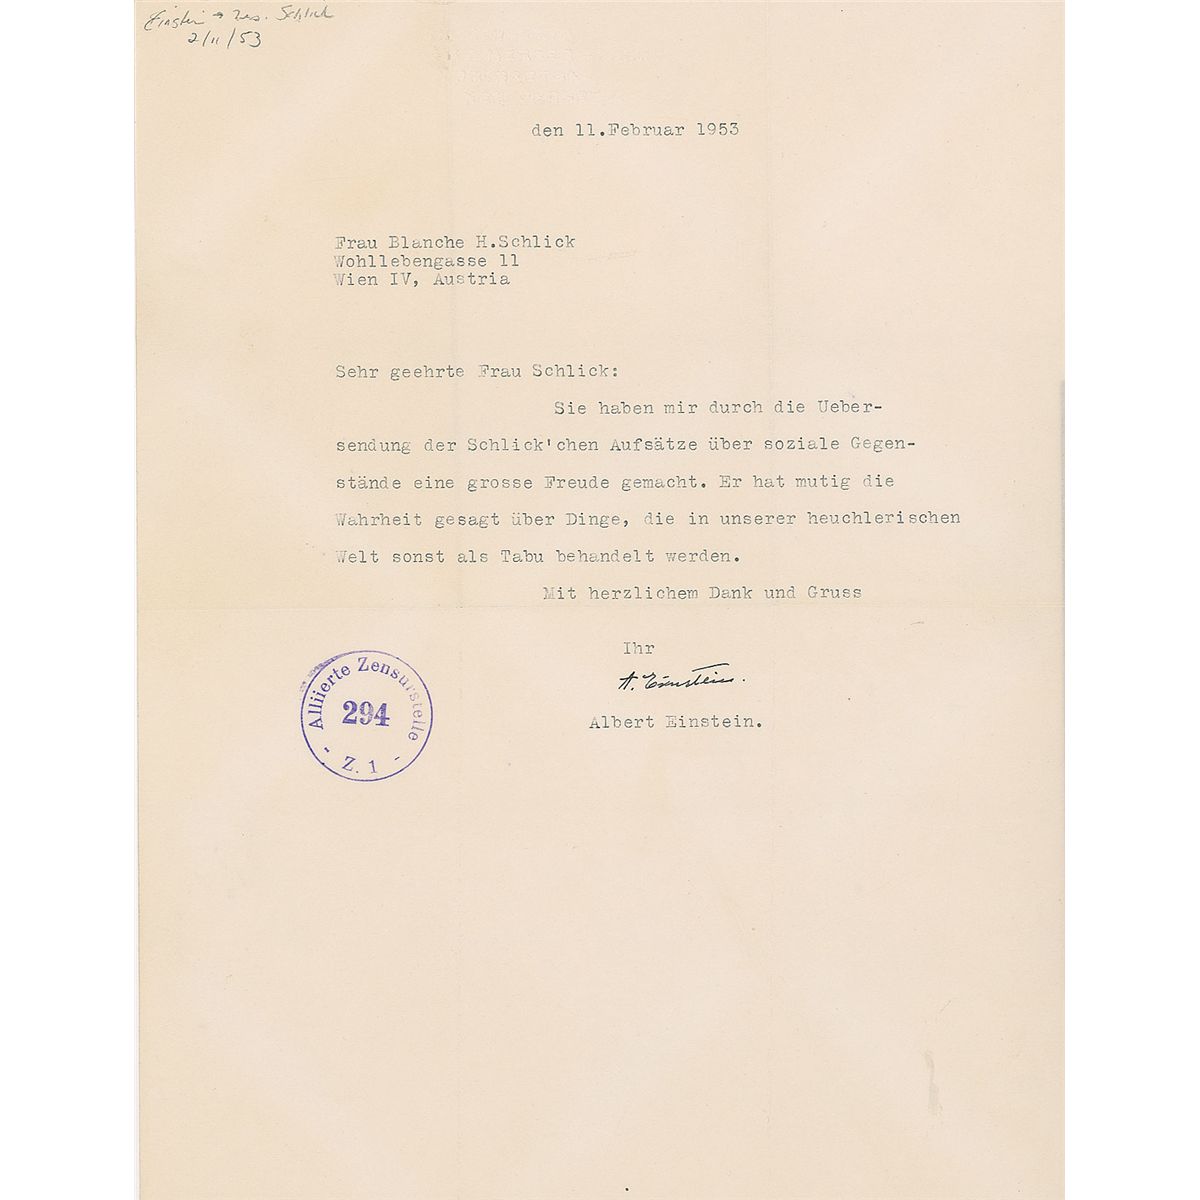 Einstein → Mrs. Schlick
2/11/53
den 11.Februar 1953
Frau Blanche H.Schlick
Wohllebengasse 11
Wien IV, Austria
Sehr geehrte Frau Schlick:
Sie haben mir durch die Ueber-
sendung der Schlick'chen Aufsätze über soziale Gegen-
stände eine grosse Freude gemacht. Er hat mutig die
Wahrheit gesagt über Dinge, die in unserer heuchlerischen
Welt sonst als Tabu behandelt werden.
Mit herzlichem Dank und Gruss
Ihr
A. Einstein.
Albert Einstein.
Alliierte Zensurstelle
294
- Z. 1 -